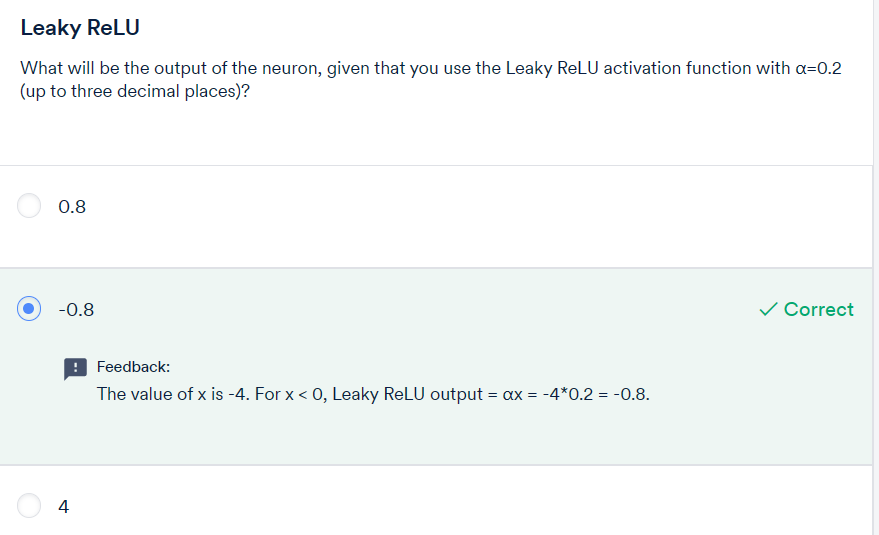 Leaky ReLU
What will be the output of the neuron, given that you use the Leaky ReLU activation function with α=0.2
(up to three decimal places)?
0.8
-0.8
Correct
Feedback:
The value of x is -4. For x < 0, Leaky ReLU output = αx = -4*0.2 = -0.8.
4